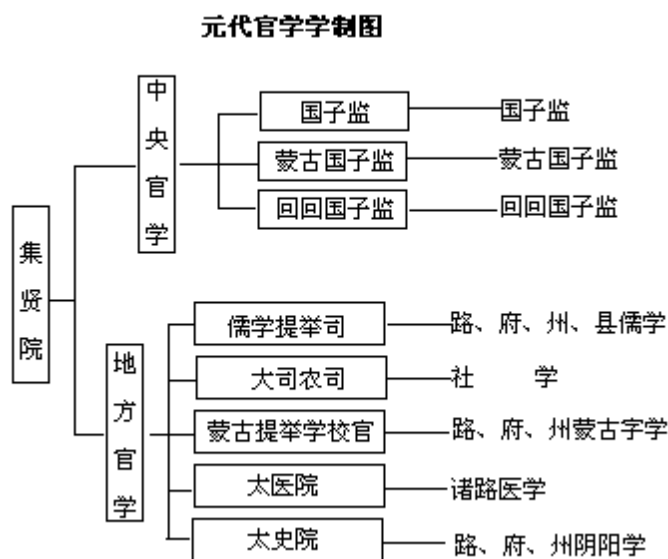 元代官学学制图
集贤院
中央官学
国子监
国子监
蒙古国子监
蒙古国子监
回回国子监
回回国子监
地方官学
儒学提举司
路、府、州、县儒学
大司农司
社 学
蒙古提举学校官
路、府、州蒙古字学
太医院
诸路医学
太史院
路、府、州阴阳学